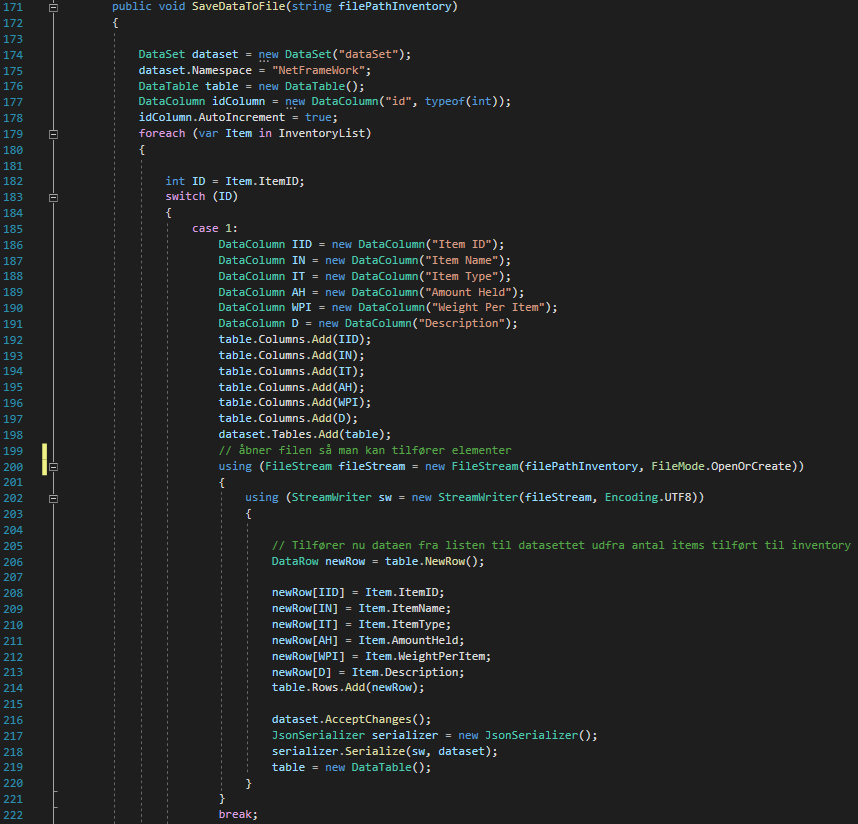 171 public void SaveDataToFile(string filePathInventory)
172 {
173
174 DataSet dataset = new DataSet("dataSet");
175 dataset.Namespace = "NetFrameWork";
176 DataTable table = new DataTable();
177 DataColumn idColumn = new DataColumn("id", typeof(int));
178 idColumn.AutoIncrement = true;
179 foreach (var Item in InventoryList)
180 {
181
182 int ID = Item.ItemID;
183 switch (ID)
184 {
185 case 1:
186 DataColumn IID = new DataColumn("Item ID");
187 DataColumn IN = new DataColumn("Item Name");
188 DataColumn IT = new DataColumn("Item Type");
189 DataColumn AH = new DataColumn("Amount Held");
190 DataColumn WPI = new DataColumn("Weight Per Item");
191 DataColumn D = new DataColumn("Description");
192 table.Columns.Add(IID);
193 table.Columns.Add(IN);
194 table.Columns.Add(IT);
195 table.Columns.Add(AH);
196 table.Columns.Add(WPI);
197 table.Columns.Add(D);
198 dataset.Tables.Add(table);
199 // åbner filen så man kan tilfører elementer
200 using (FileStream fileStream = new FileStream(filePathInventory, FileMode.OpenOrCreate))
201 {
202 using (StreamWriter sw = new StreamWriter(fileStream, Encoding.UTF8))
203 {
204
205 // Tilfører nu dataen fra listen til datasettet udfra antal items tilført til inventory
206 DataRow newRow = table.NewRow();
207
208 newRow[IID] = Item.ItemID;
209 newRow[IN] = Item.ItemName;
210 newRow[IT] = Item.ItemType;
211 newRow[AH] = Item.AmountHeld;
212 newRow[WPI] = Item.WeightPerItem;
213 newRow[D] = Item.Description;
214 table.Rows.Add(newRow);
215
216 dataset.AcceptChanges();
217 JsonSerializer serializer = new JsonSerializer();
218 serializer.Serialize(sw, dataset);
219 table = new DataTable();
220 }
221 }
222 break;